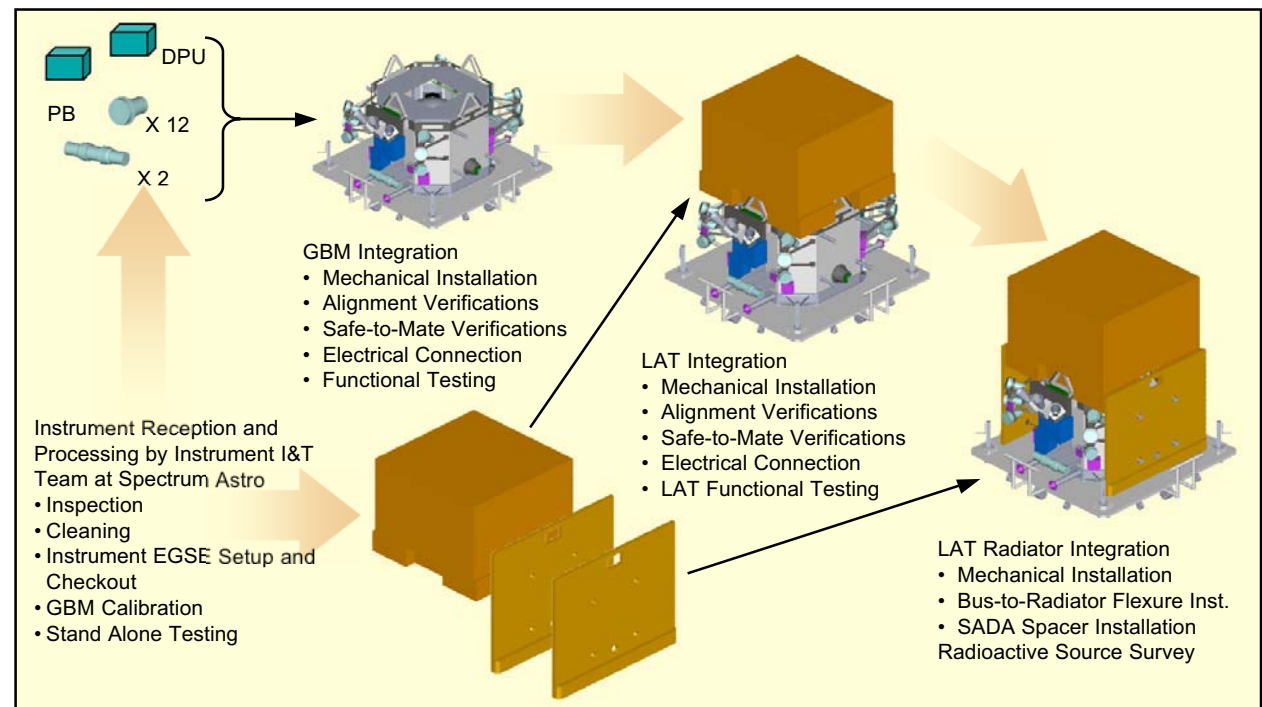 DPU
PB
X 12
X 2
GBM Integration
• Mechanical Installation
• Alignment Verifications
• Safe-to-Mate Verifications
• Electrical Connection
• Functional Testing
LAT Integration
• Mechanical Installation
• Alignment Verifications
• Safe-to-Mate Verifications
• Electrical Connection
• LAT Functional Testing
Instrument Reception and
Processing by Instrument I&T
Team at Spectrum Astro
• Inspection
• Cleaning
• Instrument EGSE Setup and
Checkout
• GBM Calibration
• Stand Alone Testing
LAT Radiator Integration
• Mechanical Installation
• Bus-to-Radiator Flexure Inst.
• SADA Spacer Installation
Radioactive Source Survey